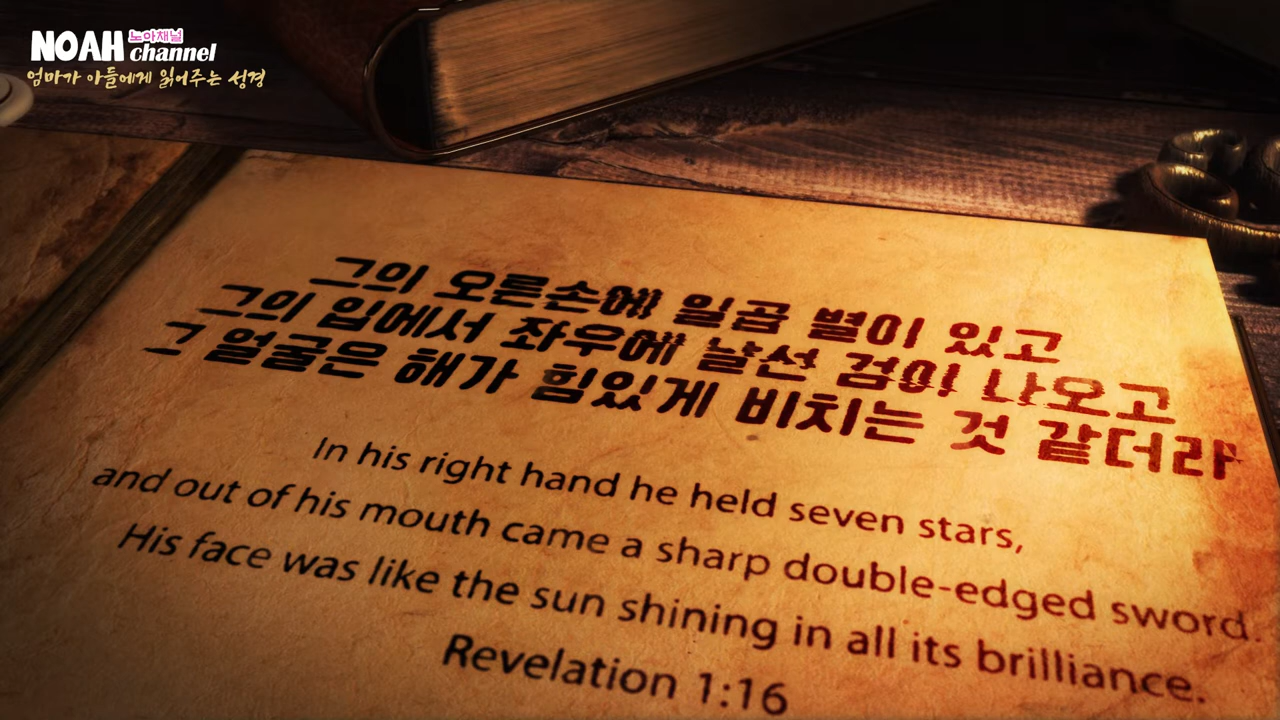 NOAH 노아채널
channel
엄마가 아들에게 읽어주는 성경
그의 오른손에 일곱 별이 있고
그의 입에서 좌우에 날선 검이 나오고
그 얼굴은 해가 힘있게 비치는 것 같더라
In his right hand he held seven stars,
and out of his mouth came a sharp double-edged sword.
His face was like the sun shining in all its brilliance.
Revelation 1:16